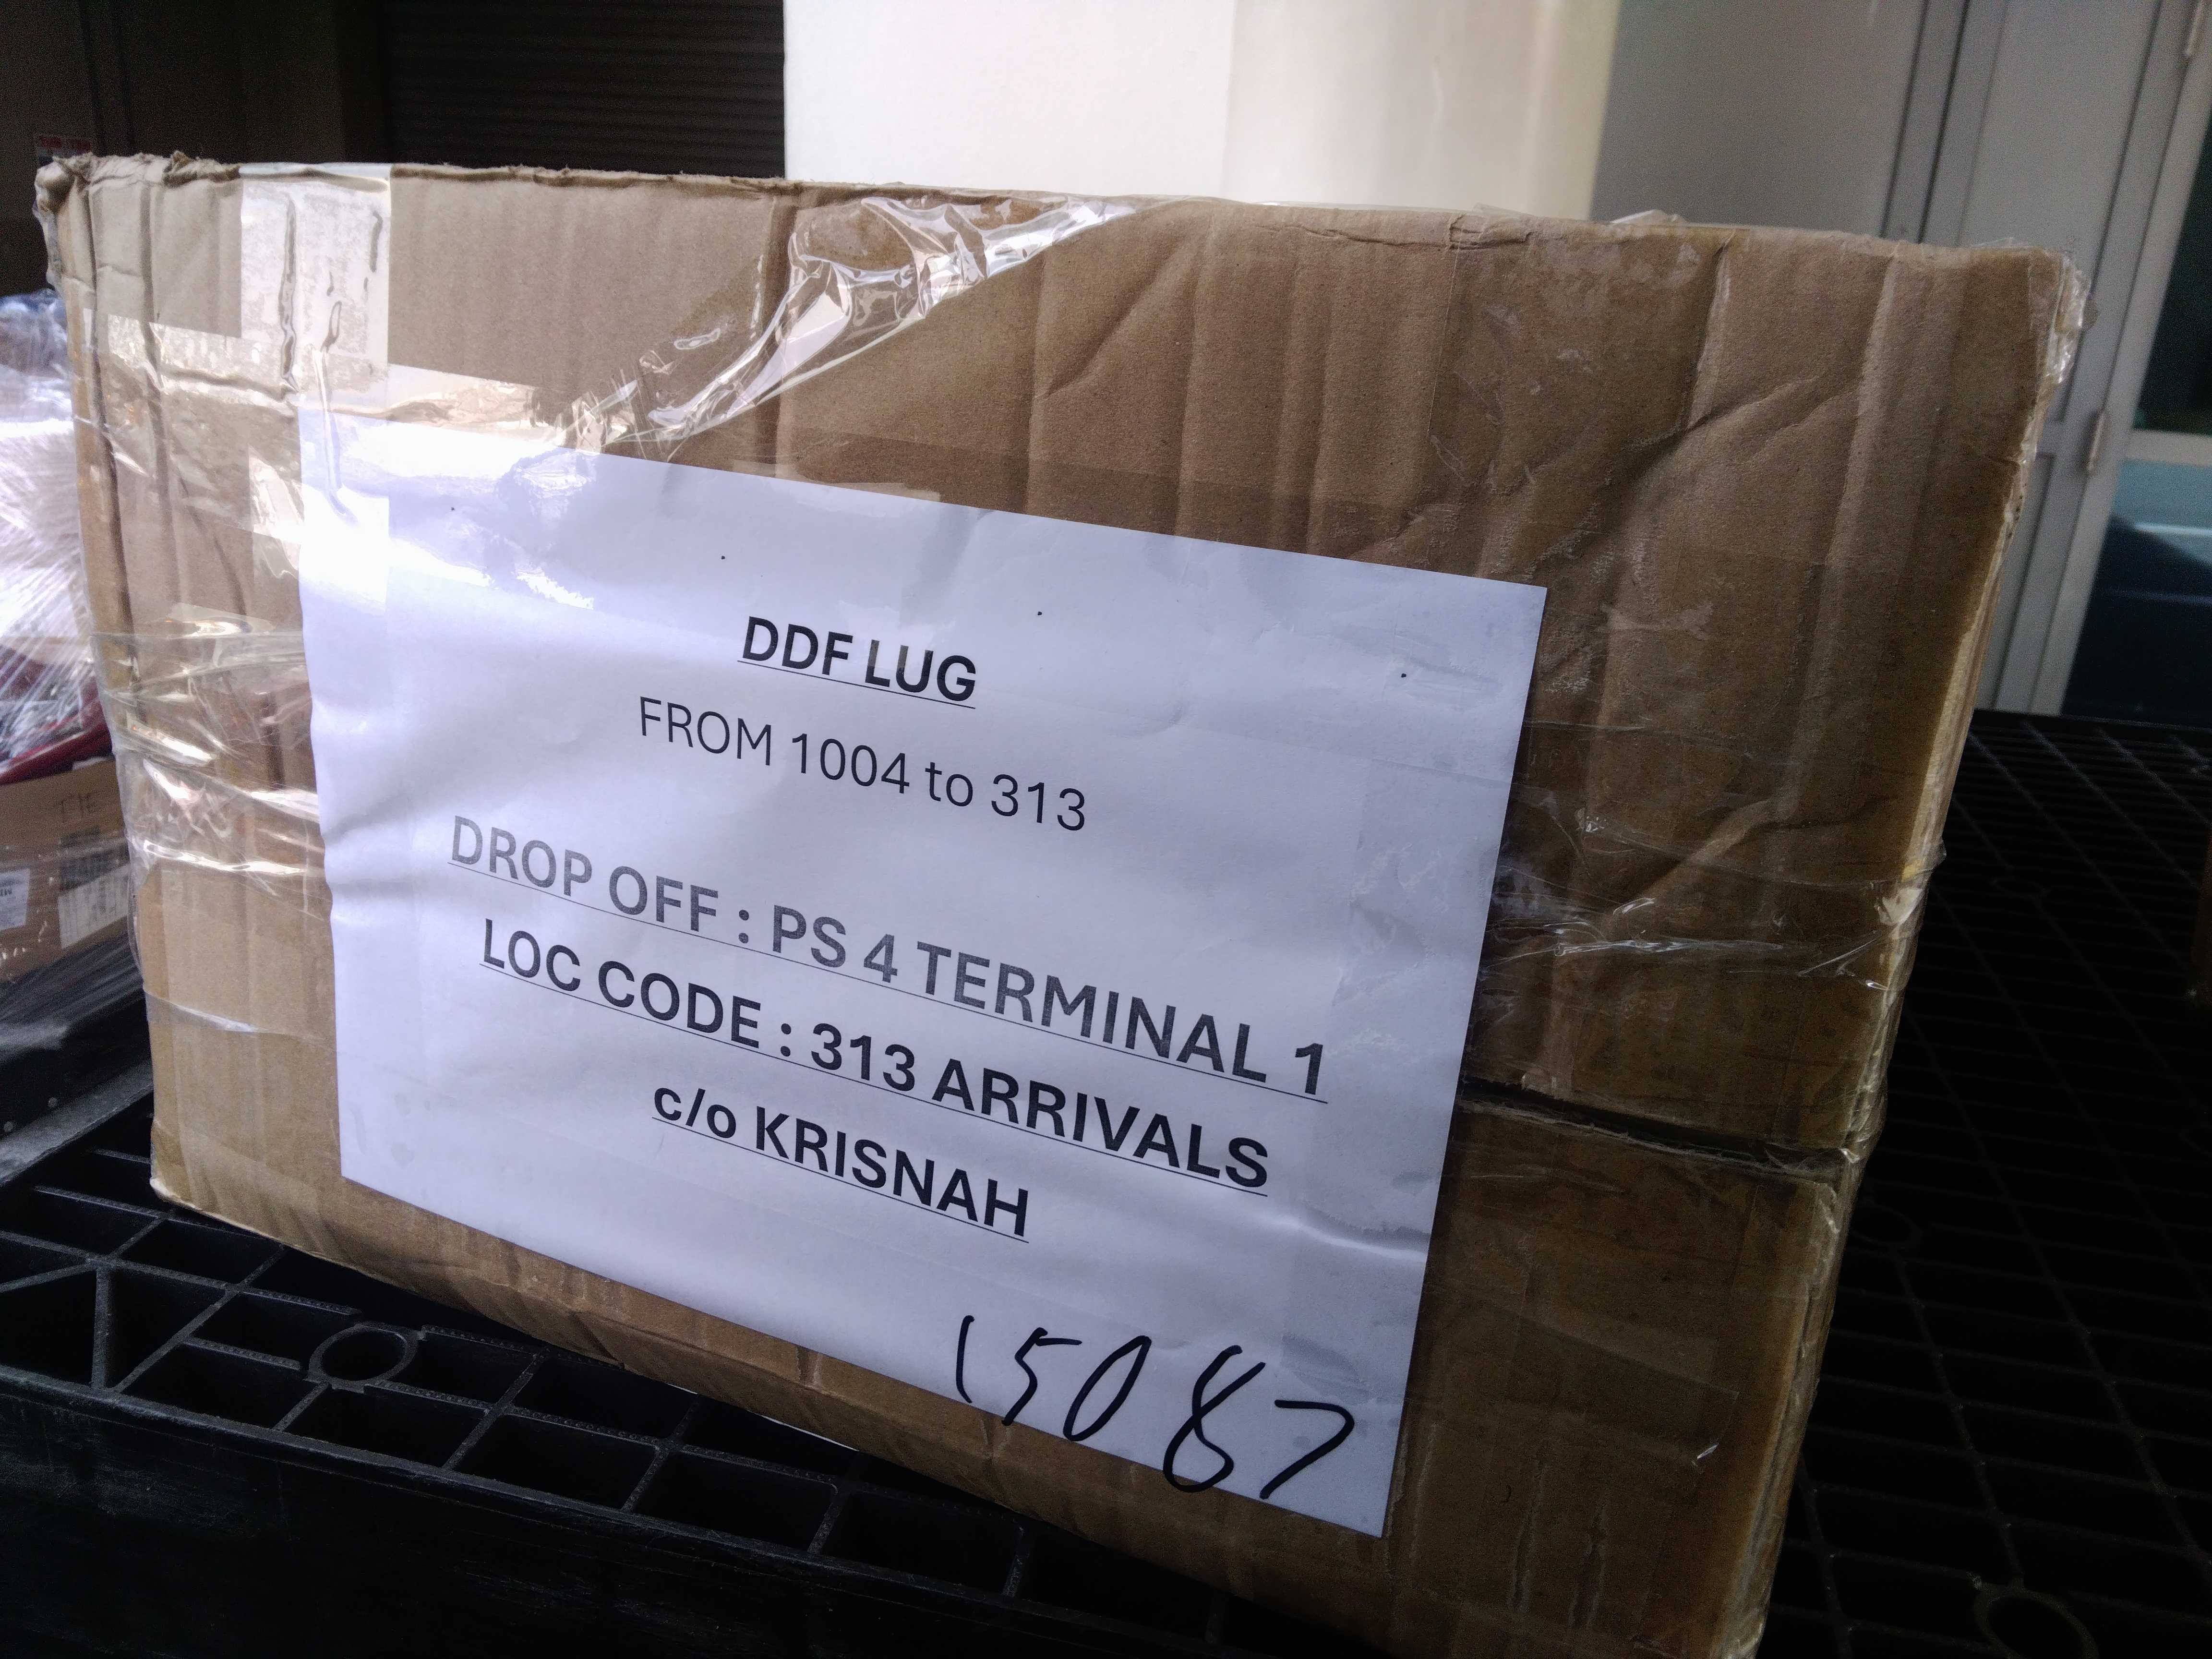 DDF LUG
FROM 1004 to 313
DROP OFF : PS 4 TERMINAL 1
LOC CODE : 313 ARRIVALS
c/o KRISNAH
15087